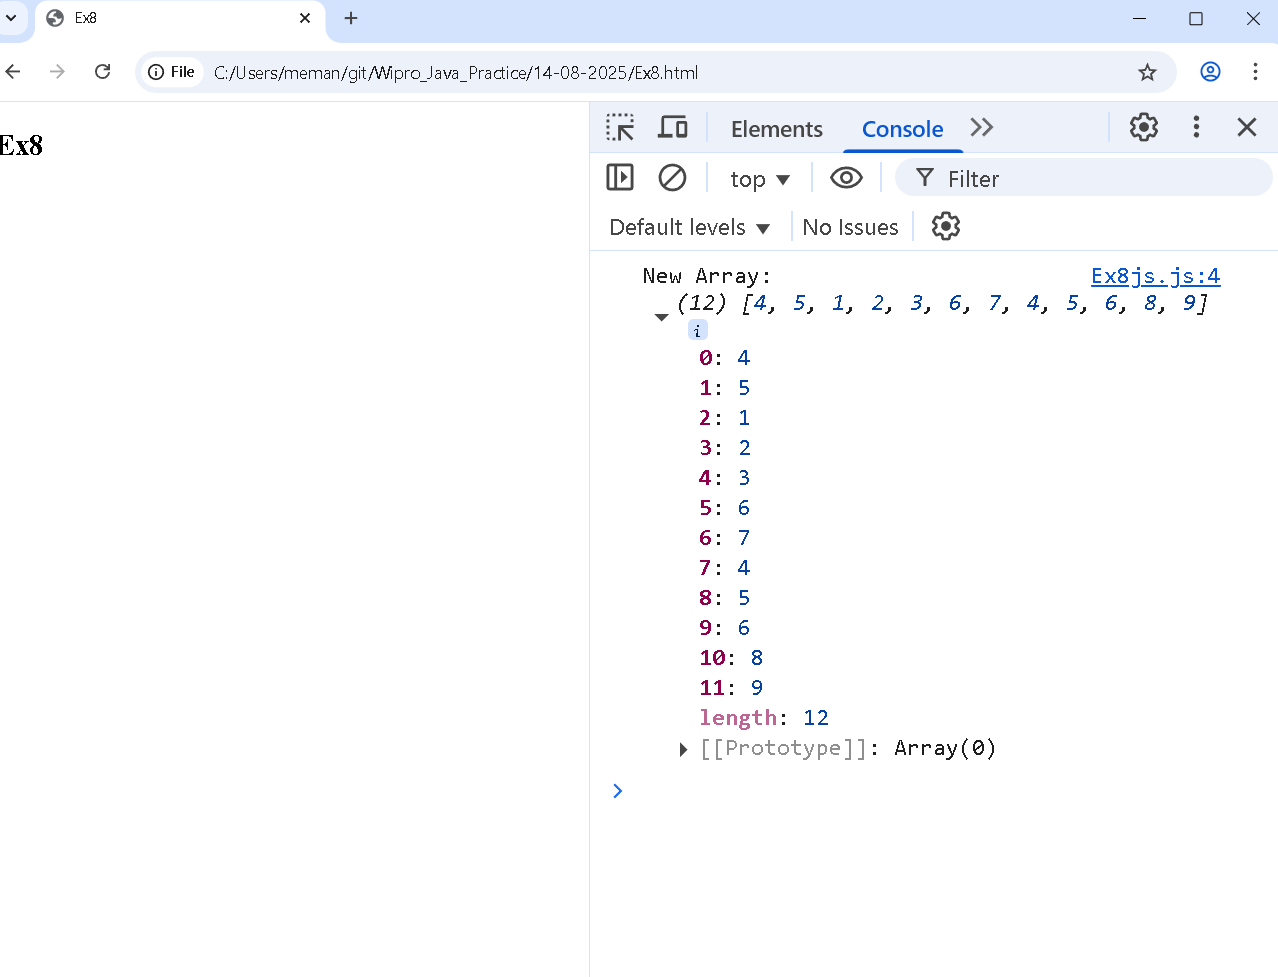 Ex8
File C:/Users/meman/git/Wipro_Java_Practice/14-08-2025/Ex8.html
Ex8
Elements Console
top Filter
Default levels No Issues
New Array: Ex8js.js:4
(12) [4, 5, 1, 2, 3, 6, 7, 4, 5, 6, 8, 9]
i
0: 4
1: 5
2: 1
3: 2
4: 3
5: 6
6: 7
7: 4
8: 5
9: 6
10: 8
11: 9
length: 12
[[Prototype]]: Array(0)